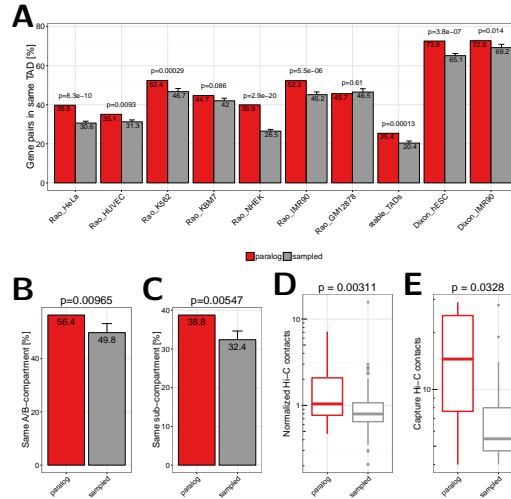 A
Gene pairs in same TAD [%]
80
60
40
20
0
p=8.3e−10
39.8
30.6
p=0.0093
35.1
31.3
p=0.00029
52.4
46.7
p=0.086
44.7
42
p=2.9e−20
39.9
26.5
p=5.5e−06
52.3
45.2
p=0.61
45.7
46.5
p=0.00013
25.4
20.4
p=3.8e−07
72.6
65.1
p=0.014
72.8
69.2
Rao_HeLa
Rao_HUVEC
Rao_K562
Rao_KBM7
Rao_NHEK
Rao_IMR90
Rao_GM12878
stable_TADs
Dixon_hESC
Dixon_IMR90
paralog sampled
B
p=0.00965
Same A/B−compartment [%]
40
20
0
56.4
49.8
paralog
sampled
C
p=0.00547
Same sub−compartment [%]
40
30
20
10
0
38.8
32.4
paralog
sampled
D
p = 0.00311
Normalized Hi−C contacts
10
1
paralog
sampled
E
p = 0.0328
Capture Hi−C contacts
10
paralog
sampled